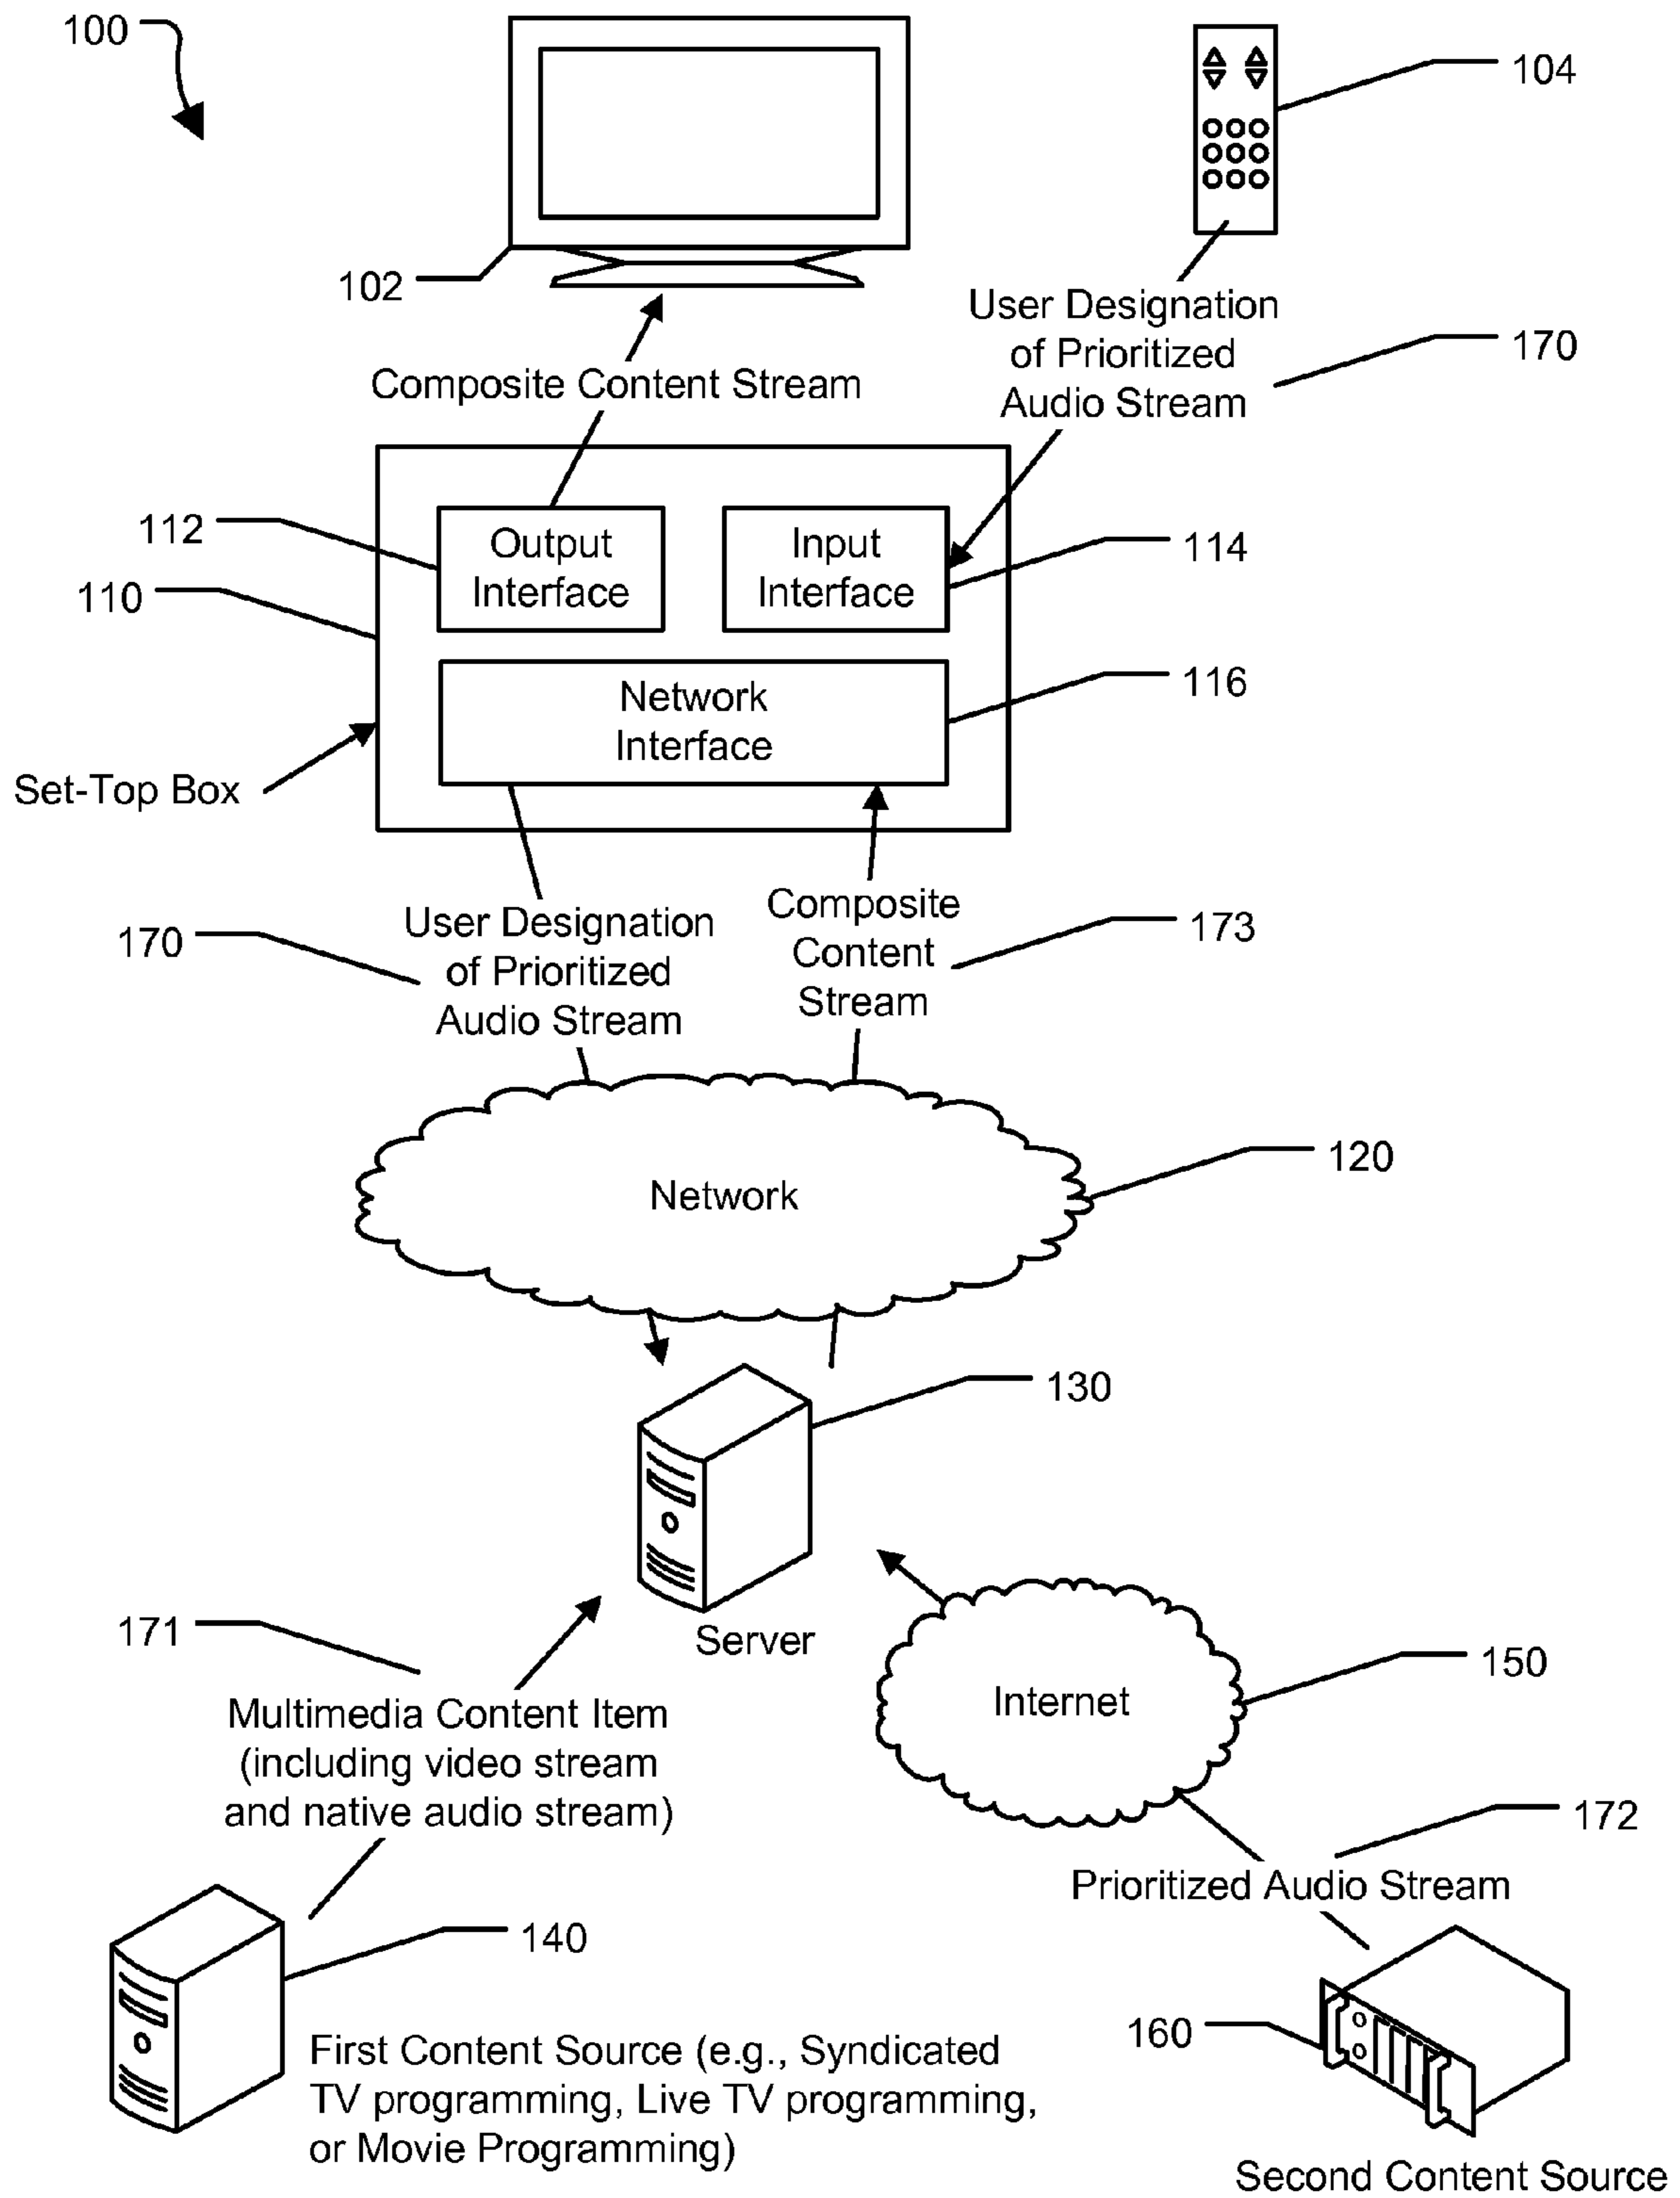 100
104
102
User Designation
of Prioritized
Audio Stream
170
Composite Content Stream
112
Output
Interface
Input
Interface
114
110
116
Network
Interface
Set-Top Box
170
User Designation
of Prioritized
Audio Stream
Composite
Content
Stream
173
Network
120
130
Server
171
Multimedia Content Item
(including video stream
and native audio stream)
Internet
150
172
Prioritized Audio Stream
140
160
First Content Source (e.g., Syndicated
TV programming, Live TV programming,
or Movie Programming)
Second Content Source